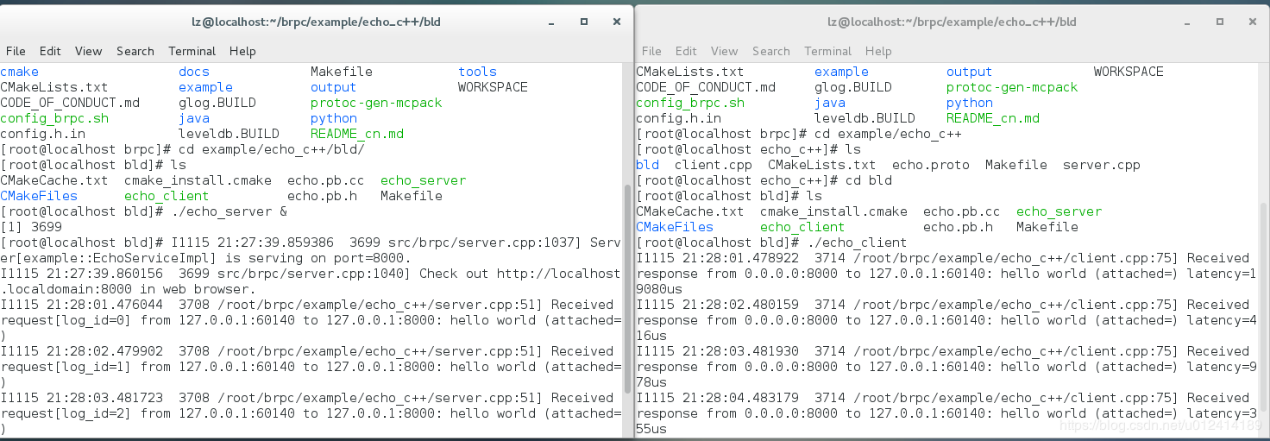 lz@localhost:~/brpc/example/echo_c++/bld
File Edit View Search Terminal Help
cmake docs Makefile tools
CMakeLists.txt example output WORKSPACE
CODE_OF_CONDUCT.md glog.BUILD protoc-gen-mcpack
config_brpc.sh java python
config.h.in leveldb.BUILD README_cn.md
[root@localhost brpc]# cd example/echo_c++/bld/
[root@localhost bld]# ls
CMakeCache.txt cmake_install.cmake echo.pb.cc echo_server
CMakeFiles echo_client echo.pb.h Makefile
[root@localhost bld]# ./echo_server &
[1] 3699
[root@localhost bld]# I1115 21:27:39.859386 3699 src/brpc/server.cpp:1037] Serv
er[example::EchoServiceImpl] is serving on port=8000.
I1115 21:27:39.860156 3699 src/brpc/server.cpp:1040] Check out http://localhost
.localdomain:8000 in web browser.
I1115 21:28:01.476044 3708 /root/brpc/example/echo_c++/server.cpp:51] Received
request[log_id=0] from 127.0.0.1:60140 to 127.0.0.1:8000: hello world (attached=
)
I1115 21:28:02.479902 3708 /root/brpc/example/echo_c++/server.cpp:51] Received
request[log_id=1] from 127.0.0.1:60140 to 127.0.0.1:8000: hello world (attached=
)
I1115 21:28:03.481723 3708 /root/brpc/example/echo_c++/server.cpp:51] Received
request[log_id=2] from 127.0.0.1:60140 to 127.0.0.1:8000: hello world (attached=
)
lz@localhost:~/brpc/example/echo_c++/bld
File Edit View Search Terminal Help
CMakeLists.txt example output WORKSPACE
CODE_OF_CONDUCT.md glog.BUILD protoc-gen-mcpack
config_brpc.sh java python
config.h.in leveldb.BUILD README_cn.md
[root@localhost brpc]# cd example/echo_c++
[root@localhost echo_c++]# ls
bld client.cpp CMakeLists.txt echo.proto Makefile server.cpp
[root@localhost echo_c++]# cd bld
[root@localhost bld]# ls
CMakeCache.txt cmake_install.cmake echo.pb.cc echo_server
CMakeFiles echo_client echo.pb.h Makefile
[root@localhost bld]# ./echo_client
I1115 21:28:01.478922 3714 /root/brpc/example/echo_c++/client.cpp:75] Received
response from 0.0.0.0:8000 to 127.0.0.1:60140: hello world (attached=) latency=1
9080us
I1115 21:28:02.480159 3714 /root/brpc/example/echo_c++/client.cpp:75] Received
response from 0.0.0.0:8000 to 127.0.0.1:60140: hello world (attached=) latency=4
16us
I1115 21:28:03.481930 3714 /root/brpc/example/echo_c++/client.cpp:75] Received
response from 0.0.0.0:8000 to 127.0.0.1:60140: hello world (attached=) latency=9
78us
I1115 21:28:04.483179 3714 /root/brpc/example/echo_c++/client.cpp:75] Received
response from 0.0.0.0:8000 to 127.0.0.1:60140: hello world (attached=) latency=3
55us
https://blog.csdn.net/u012414189